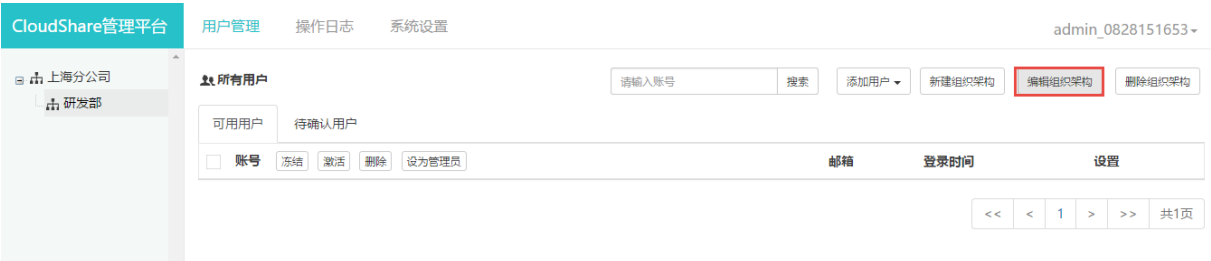 CloudShare管理平台 用户管理 操作日志 系统设置 admin_0828151653
上海分公司
研发部
所有用户 请输入账号 搜索 添加用户 新建组织架构 编辑组织架构 删除组织架构
可用用户 待确认用户
账号 冻结 激活 删除 设为管理员 邮箱 登录时间 设置
<< < 1 > >> 共1页